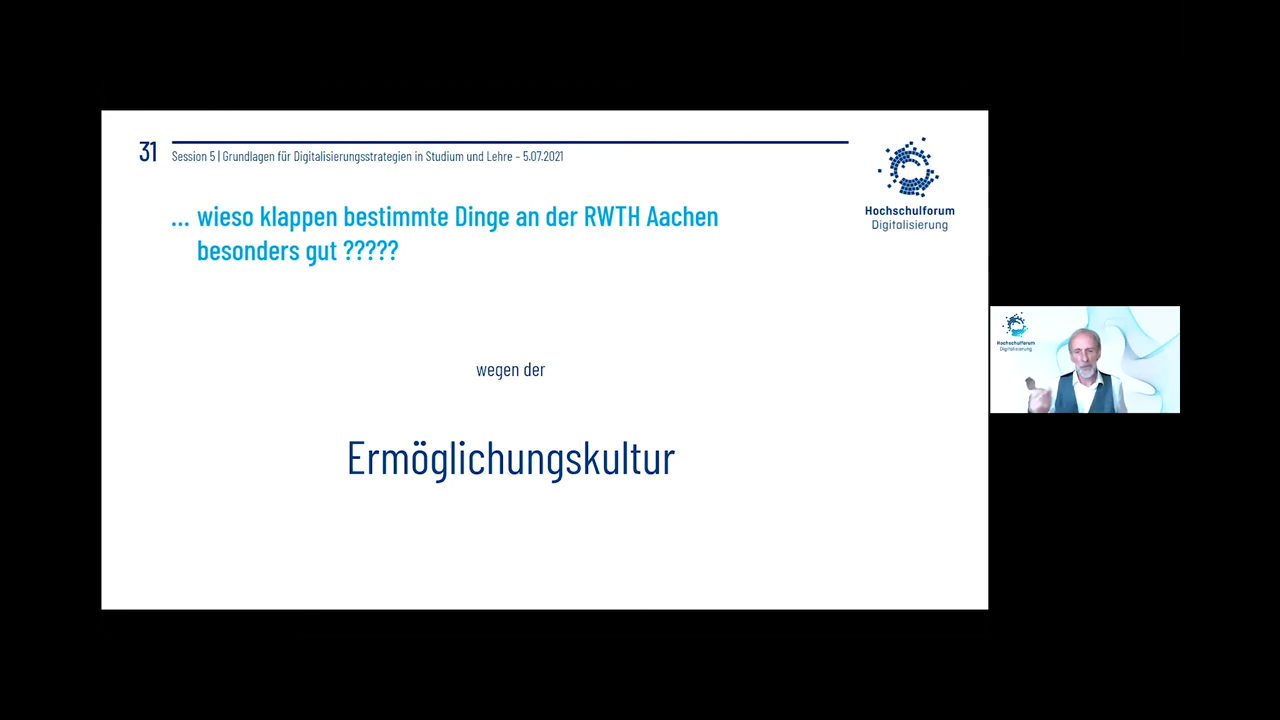 31
Session 5 | Grundlagen für Digitalisierungsstrategien in Studium und Lehre – 5.07.2021
Hochschulforum
Digitalisierung
... wieso klappen bestimmte Dinge an der RWTH Aachen
besonders gut ?????
wegen der
Ermöglichungskultur
Hochschulforum
Digitalisierung